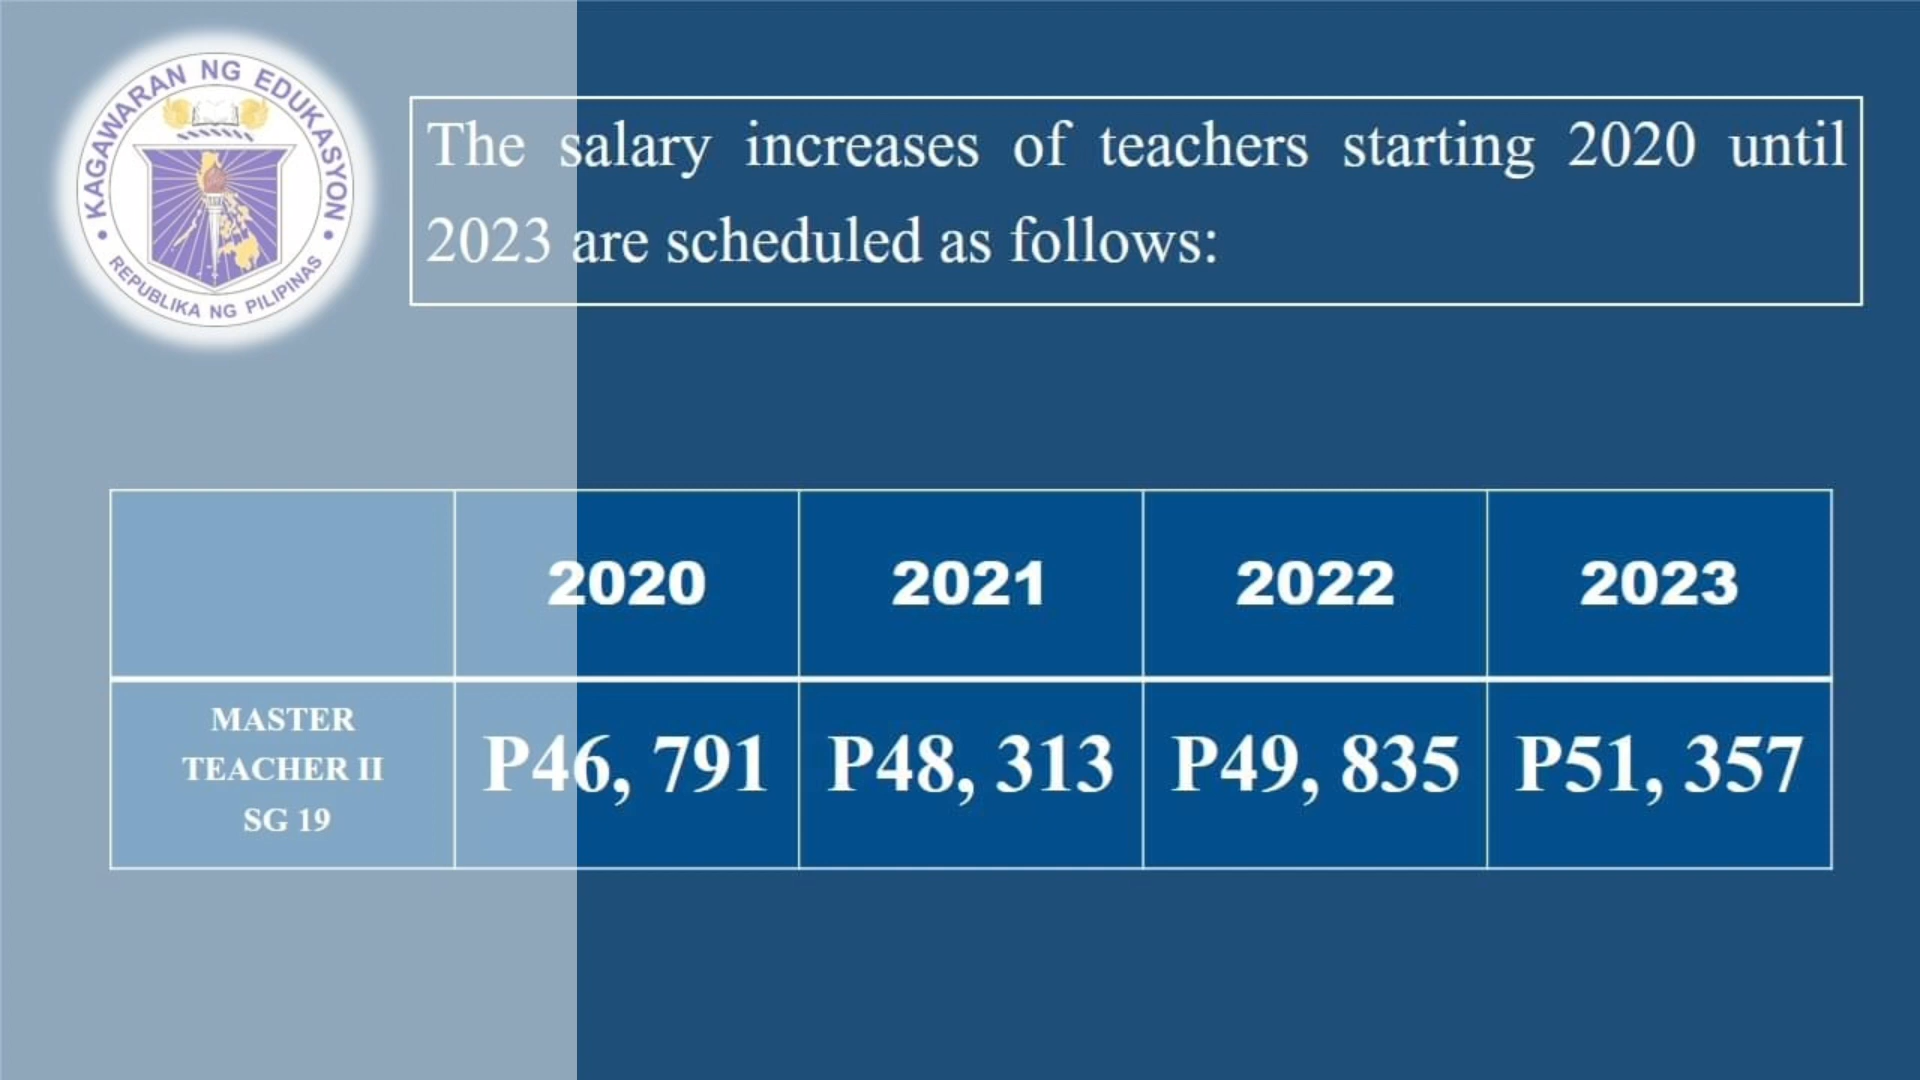 KAGAWARAN NG EDUKASYON
REPUBLIKA NG PILIPINAS
The salary increases of teachers starting 2020 until
2023 are scheduled as follows:
2020 2021 2022 2023
MASTER
TEACHER II
SG 19
P46, 791 P48, 313 P49, 835 P51, 357